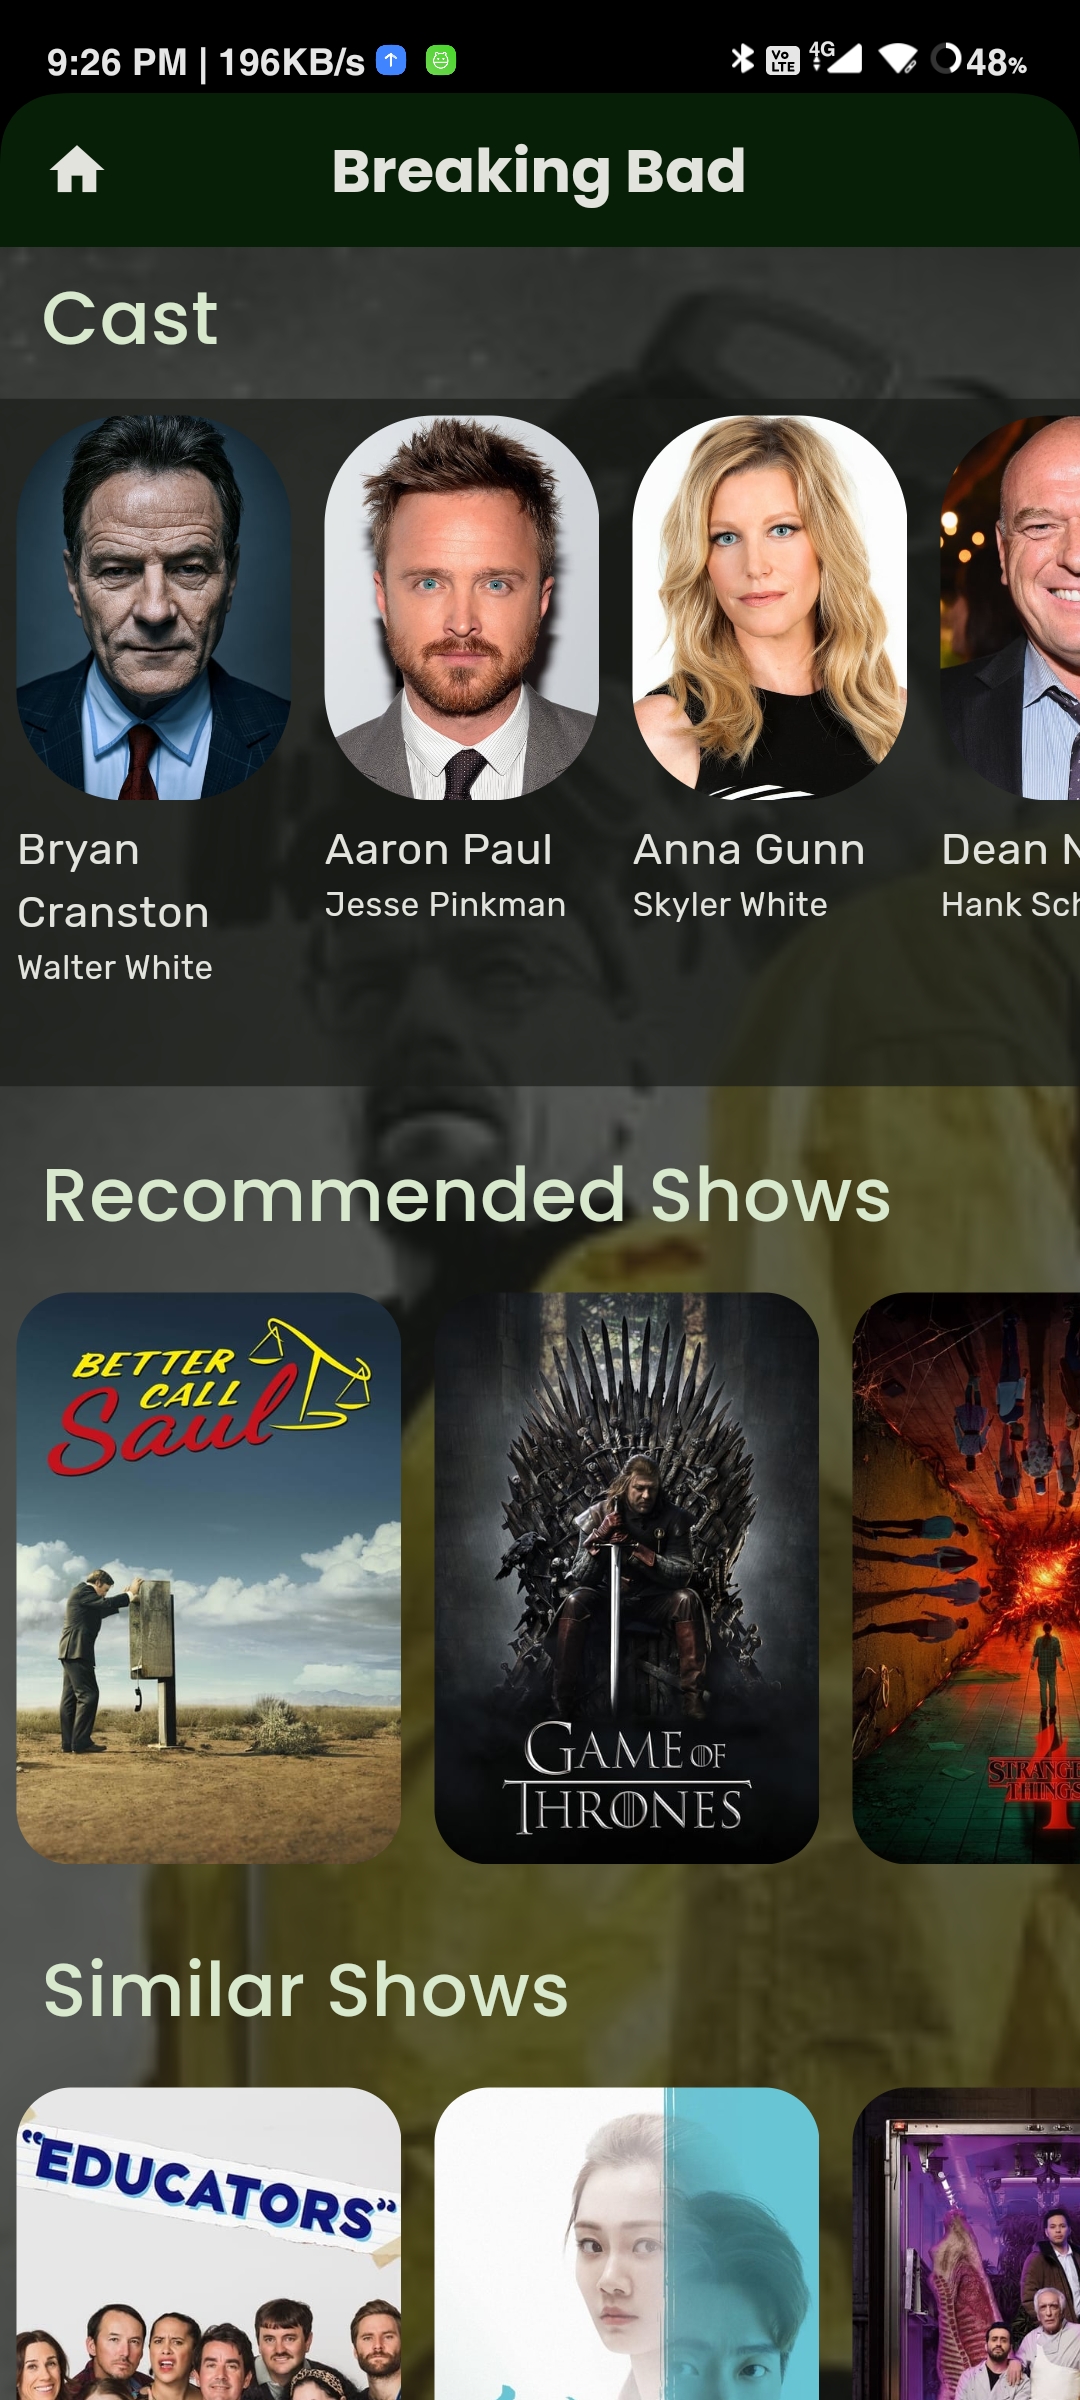 9:26 PM | 196KB/s
Vo LTE 4G 48%
Breaking Bad
Cast
Bryan Cranston
Walter White
Aaron Paul
Jesse Pinkman
Anna Gunn
Skyler White
Dean N
Hank Sch
Recommended Shows
BETTER
CALL
Saul
GAME OF
THRONES
STRANGE
THINGS
4
Similar Shows
“EDUCATORS”